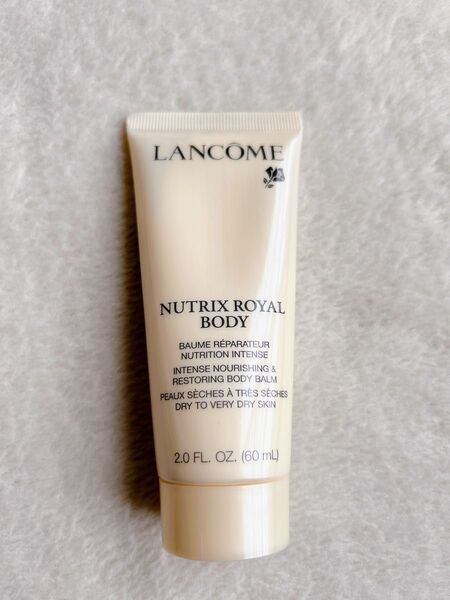 LANCÔME
NUTRIX ROYAL
BODY
BAUME RÉPARATEUR
NUTRITION INTENSE
INTENSE NOURISHING &
RESTORING BODY BALM
PEAUX SÈCHES À TRÈS SÈCHES
DRY TO VERY DRY SKIN
2.0 FL. OZ. (60 mL)